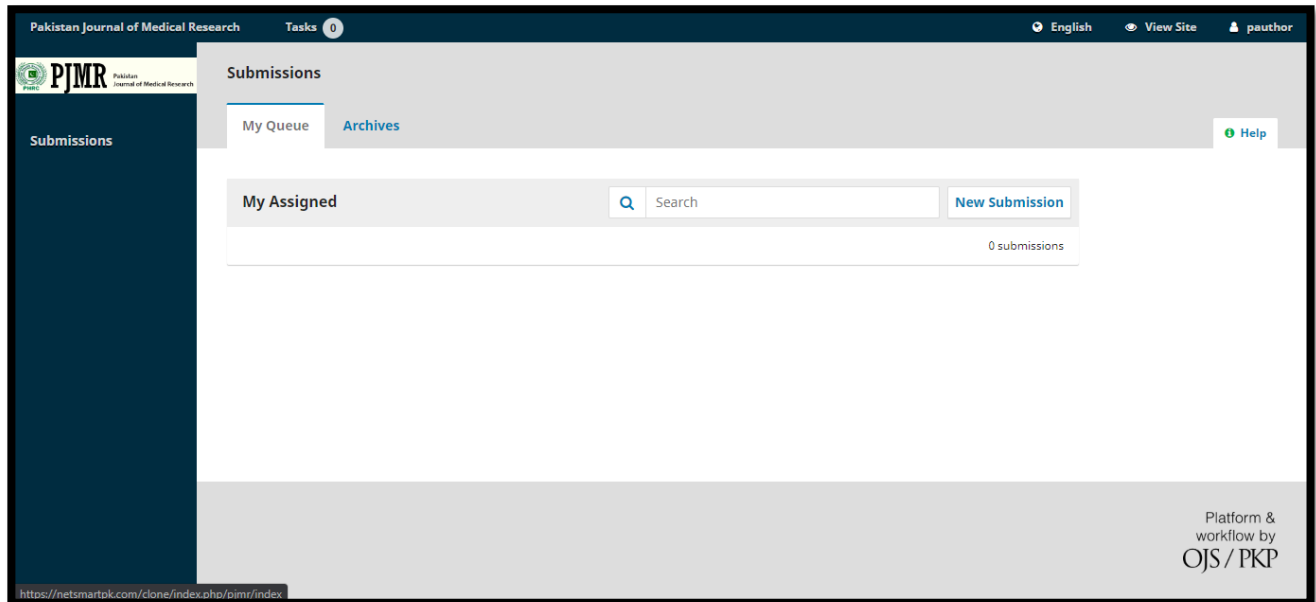 Pakistan Journal of Medical Research Tasks 0 English View Site pauthor
PMRC PJMR Pakistan
Journal of Medical Research
Submissions
Submissions
My Queue Archives
Help
My Assigned Search New Submission
0 submissions
Platform &
workflow by
OJS / PKP
https://netsmartpk.com/clone/index.php/pjmr/index